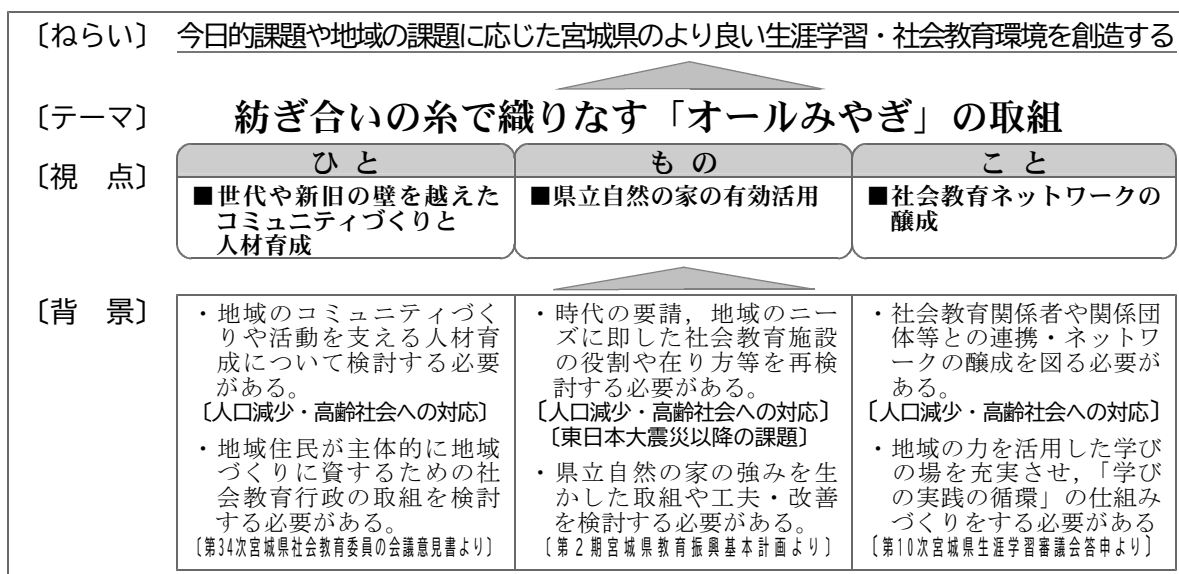 〔ねらい〕 今日的課題や地域の課題に応じた宮城県のより良い生涯学習・社会教育環境を創造する
〔テーマ〕 紡ぎ合いの糸で織りなす「オールみやぎ」の取組
〔視　点〕
ひ と
■世代や新旧の壁を越えた
コミュニティづくりと
人材育成
も の
■県立自然の家の有効活用
こ と
■社会教育ネットワークの
醸成
〔背　景〕
・地域のコミュニティづく
りや活動を支える人材育
成について検討する必要
がある。
〔人口減少・高齢社会への対応〕
・地域住民が主体的に地域
づくりに資するための社
会教育行政の取組を検討
する必要がある。
〔第34次宮城県社会教育委員の会議意見書より〕
・時代の要請，地域のニー
ズに即した社会教育施設
の役割や在り方等を再検
討する必要がある。
〔人口減少・高齢社会への対応〕
〔東日本大震災以降の課題〕
・県立自然の家の強みを生
かした取組や工夫・改善
を検討する必要がある。
〔第２期宮城県教育振興基本計画より〕
・社会教育関係者や関係団
体等との連携・ネットワ
ークの醸成を図る必要が
ある。
〔人口減少・高齢社会への対応〕
・地域の力を活用した学び
の場を充実させ，「学び
の実践の循環」の仕組み
づくりをする必要がある
〔第10次宮城県生涯学習審議会答申より〕